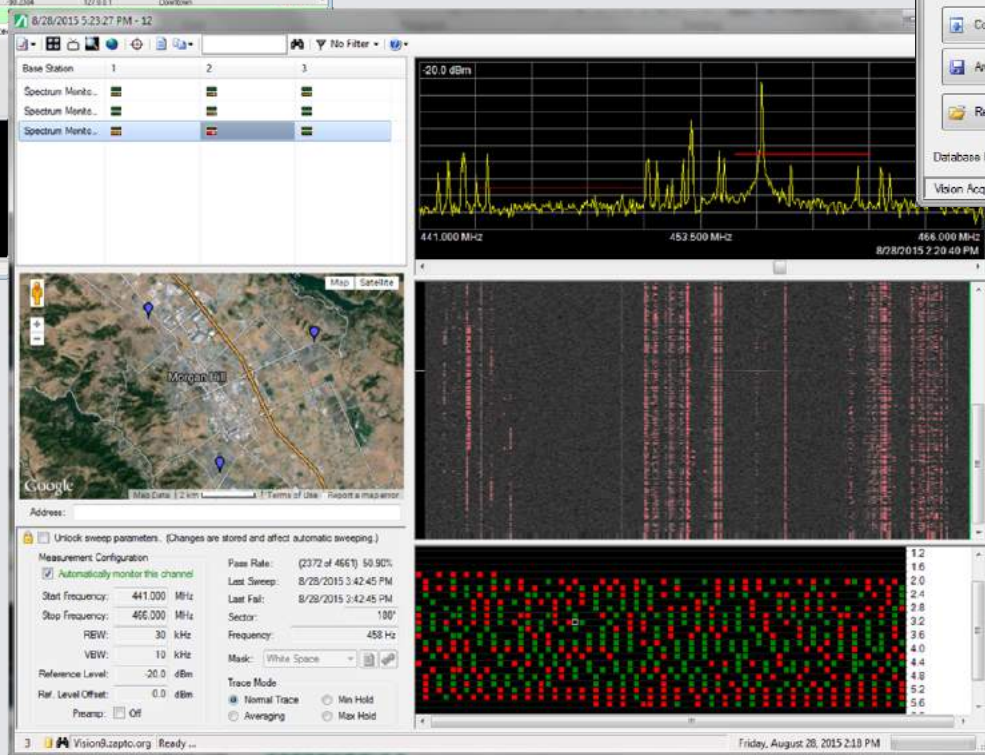 127.0.0.1 Downtown
8/28/2015 5:23:27 PM - 12
No Filter
Base Station 1 2 3
Spectrum Monito...
Spectrum Monito...
Spectrum Monito...
-20.0 dBm
441.000 MHz 453.500 MHz 466.000 MHz
8/28/2015 2:20:40 PM
Database
Vision Acq
Map Satellite
Morgan Hill
Google
Map Data 2 km Terms of Use Report a map error
Address:
Unlock sweep parameters. (Changes are stored and affect automatic sweeping.)
Measurement Configuration
Automatically monitor this channel
Start Frequency: 441.000 MHz
Stop Frequency: 466.000 MHz
RBW: 30 kHz
VBW: 10 kHz
Reference Level: -20.0 dBm
Ref. Level Offset: 0.0 dBm
Preamp: Off
Pass Rate: (2372 of 4661) 50.90%
Last Sweep: 8/28/2015 3:42:45 PM
Last Fail: 8/28/2015 3:42:45 PM
Sector: 180°
Frequency: 458 Hz
Mask: White Space
Trace Mode
Normal Trace Min Hold
Averaging Max Hold
1.2
1.6
2.0
2.4
2.8
3.2
3.6
4.0
4.4
4.8
5.2
5.6
3 Vision9.zapto.org Ready ...
Friday, August 28, 2015 2:18 PM